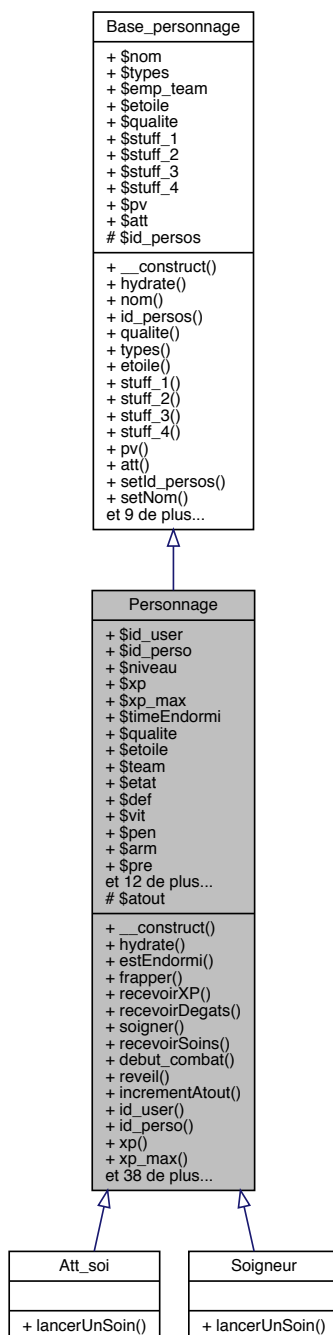 Base_personnage
+ $nom
+ $types
+ $emp_team
+ $etoile
+ $qualite
+ $stuff_1
+ $stuff_2
+ $stuff_3
+ $stuff_4
+ $pv
+ $att
# $id_persos
+ __construct()
+ hydrate()
+ nom()
+ id_persos()
+ qualite()
+ types()
+ etoile()
+ stuff_1()
+ stuff_2()
+ stuff_3()
+ stuff_4()
+ pv()
+ att()
+ setId_persos()
+ setNom()
et 9 de plus...
Personnage
+ $id_user
+ $id_perso
+ $niveau
+ $xp
+ $xp_max
+ $timeEndormi
+ $qualite
+ $etoile
+ $team
+ $etat
+ $def
+ $vit
+ $pen
+ $arm
+ $pre
et 12 de plus...
# $atout
+ __construct()
+ hydrate()
+ estEndormi()
+ frapper()
+ recevoirXP()
+ recevoirDegats()
+ soigner()
+ recevoirSoins()
+ debut_combat()
+ reveil()
+ incrementAtout()
+ id_user()
+ id_perso()
+ xp()
+ xp_max()
et 38 de plus...
Att_soi
+ lancerUnSoin()
Soigneur
+ lancerUnSoin()